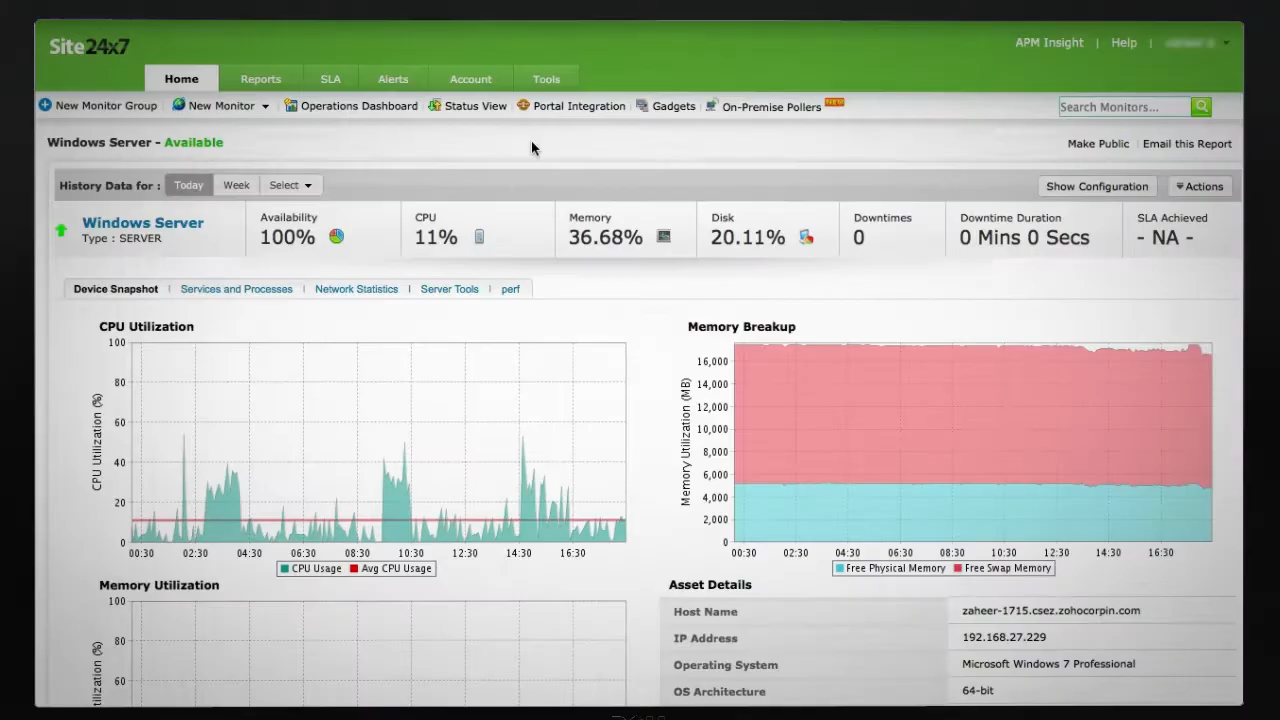 Site24x7
APM Insight | Help |
Home Reports SLA Alerts Account Tools
New Monitor Group New Monitor Operations Dashboard Status View Portal Integration Gadgets On-Premise Pollers Search Monitors...
Windows Server - Available Make Public Email this Report
History Data for : Today Week Select Show Configuration Actions
Windows Server
Type : SERVER
Availability
100%
CPU
11%
Memory
36.68%
Disk
20.11%
Downtimes
0
Downtime Duration
0 Mins 0 Secs
SLA Achieved
- NA -
Device Snapshot | Services and Processes | Network Statistics | Server Tools | perf
CPU Utilization
100
80
60
40
20
0
CPU Utilization (%)
00:30 02:30 04:30 06:30 08:30 10:30 12:30 14:30 16:30
CPU Usage Avg CPU Usage
Memory Breakup
16,000
14,000
12,000
10,000
8,000
6,000
4,000
2,000
0
Memory Utilization (MB)
00:30 02:30 04:30 06:30 08:30 10:30 12:30 14:30 16:30
Free Physical Memory Free Swap Memory
Memory Utilization
100
80
60
tilization (%)
Asset Details
Host Name zaheer-1715.csez.zohocorpin.com
IP Address 192.168.27.229
Operating System Microsoft Windows 7 Professional
OS Architecture 64-bit